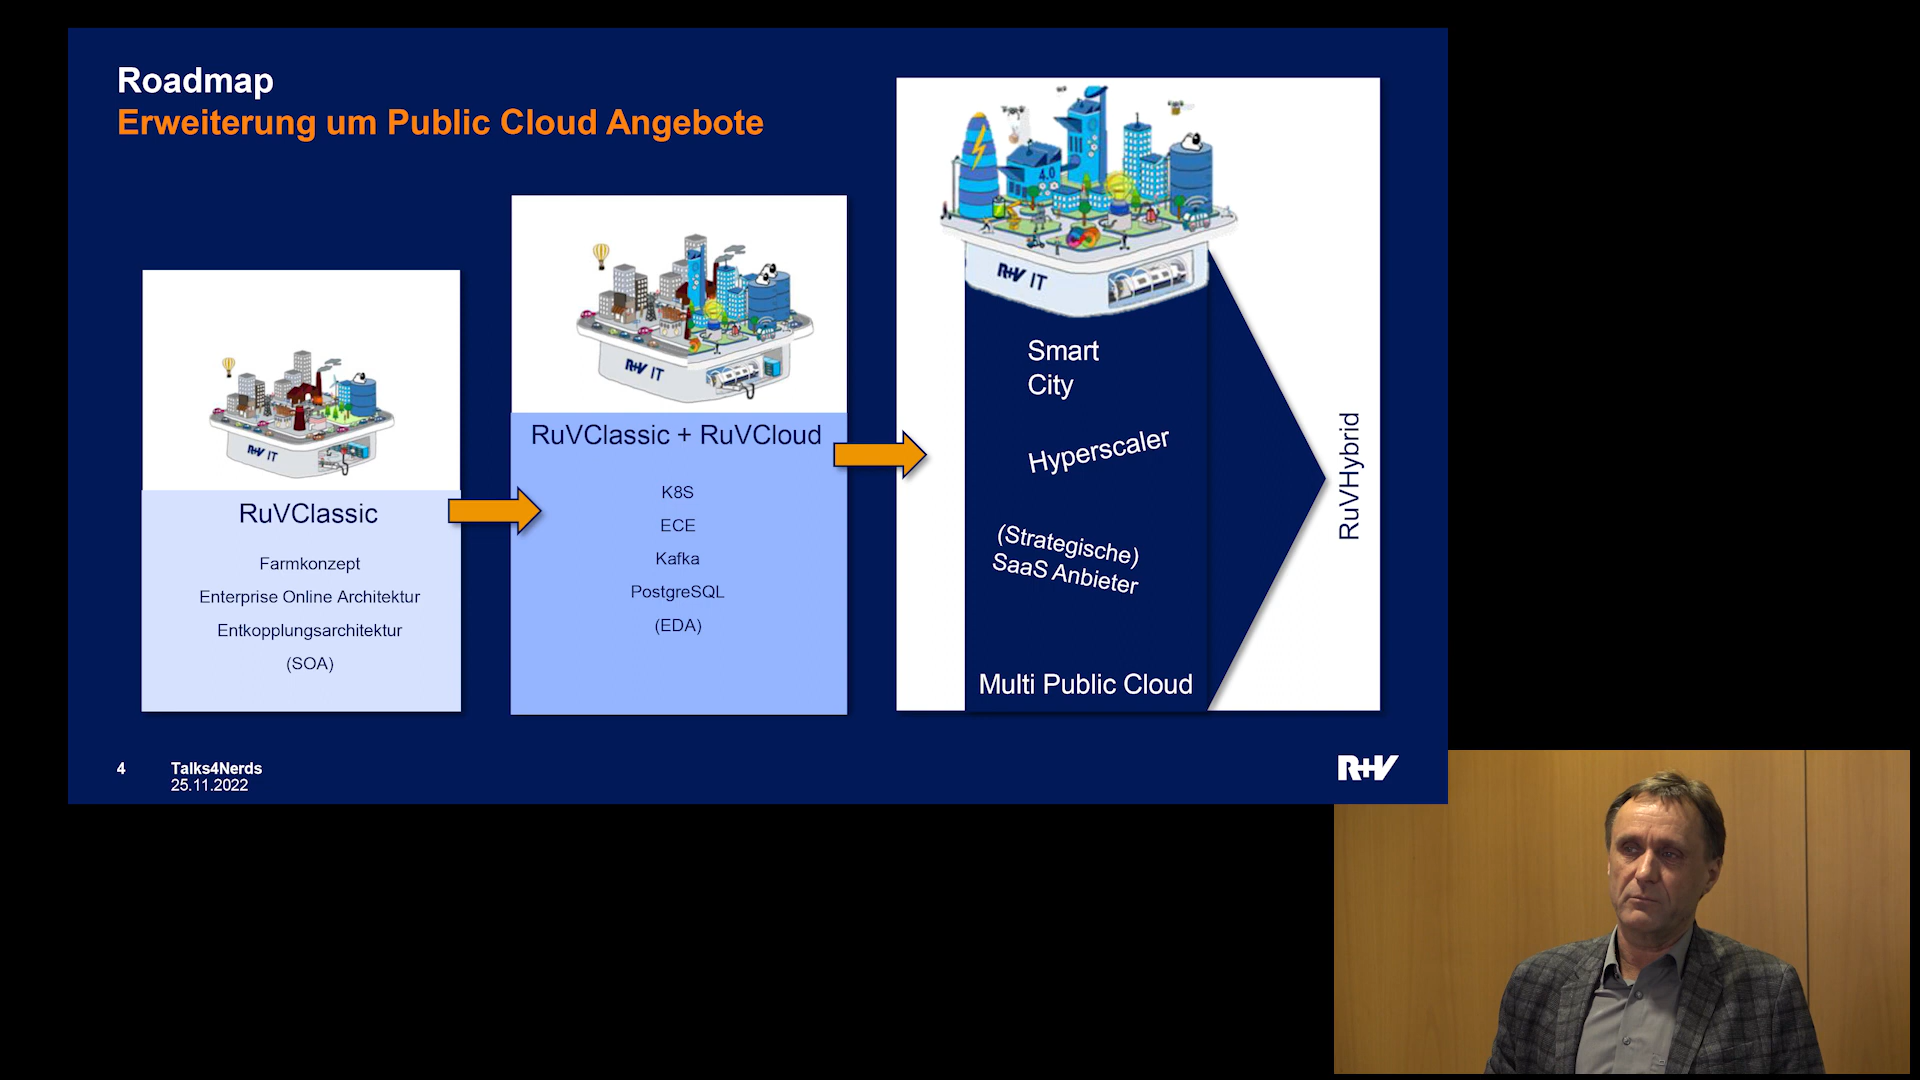 Roadmap
Erweiterung um Public Cloud Angebote
R+V IT
RuVClassic
Farmkonzept
Enterprise Online Architektur
Entkopplungsarchitektur
(SOA)
R+V IT
RuVClassic + RuVCloud
K8S
ECE
Kafka
PostgreSQL
(EDA)
4.0
R+V IT
Smart
City
Hyperscaler
(Strategische)
SaaS Anbieter
Multi Public Cloud
RuVHybrid
4
Talks4Nerds
25.11.2022
R+V